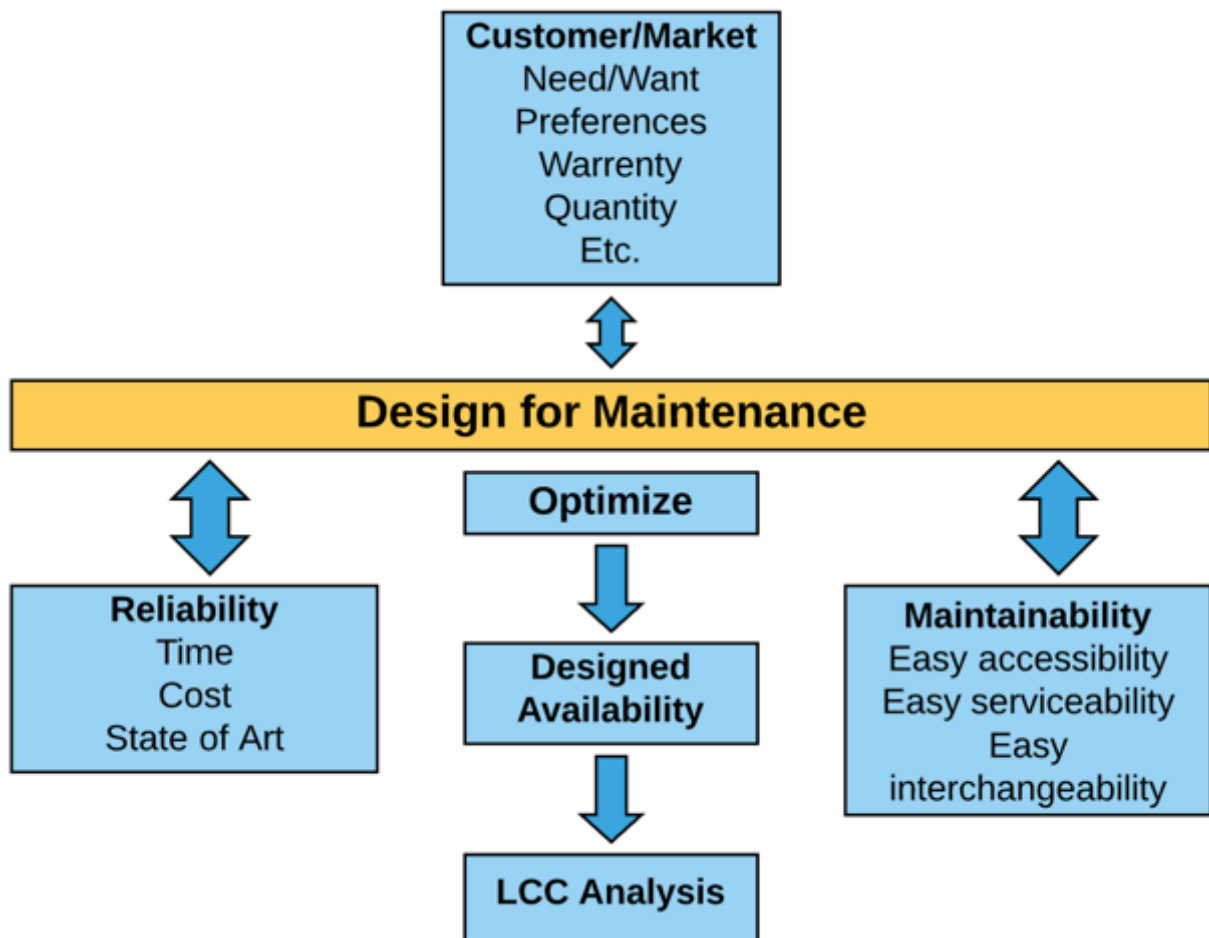 Customer/Market
Need/Want
Preferences
Warrenty
Quantity
Etc.
Design for Maintenance
Optimize
Reliability
Time
Cost
State of Art
Designed
Availability
Maintainability
Easy accessibility
Easy serviceability
Easy
interchangeability
LCC Analysis